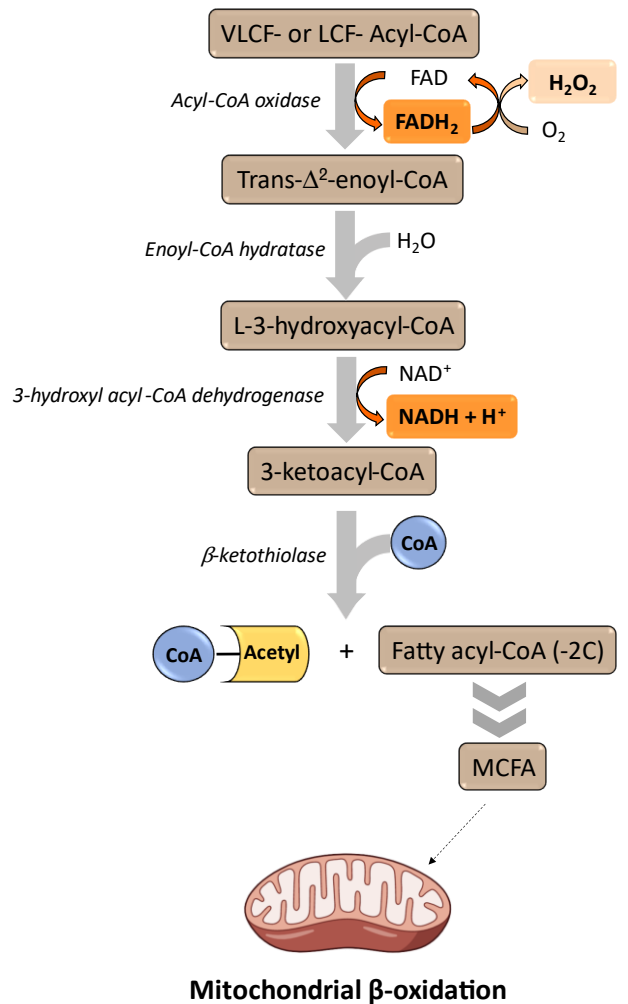 VLCF- or LCF- Acyl-CoA
Acyl-CoA oxidase
FAD
FADH₂
H₂O₂
O₂
Trans-Δ²-enoyl-CoA
Enoyl-CoA hydratase
H₂O
L-3-hydroxyacyl-CoA
3-hydroxyl acyl-CoA dehydrogenase
NAD⁺
NADH + H⁺
3-ketoacyl-CoA
β-ketothiolase
CoA
CoA
Acetyl
+
Fatty acyl-CoA (-2C)
MCFA
Mitochondrial β-oxidation